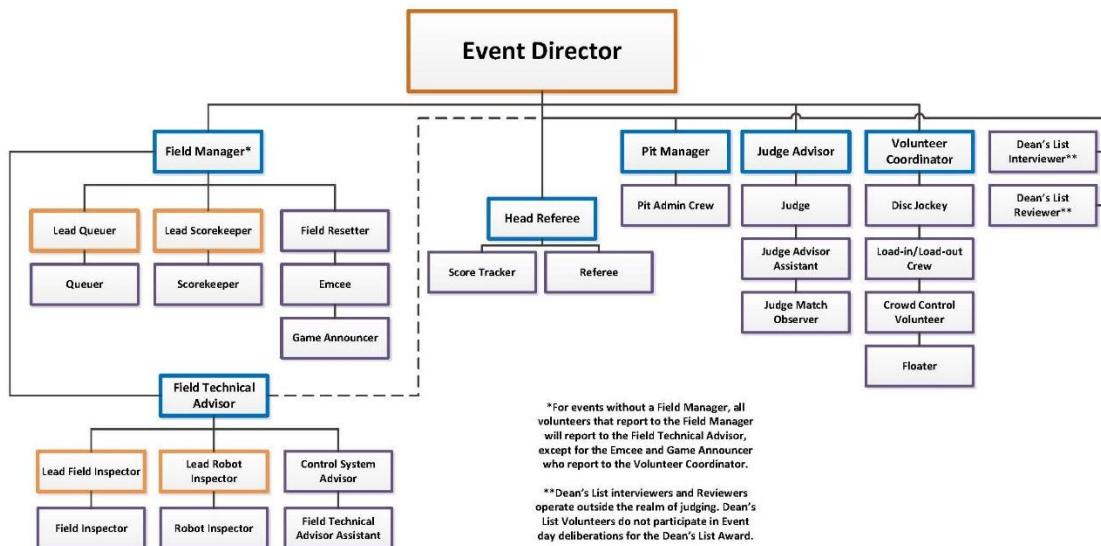 Event Director
Field Manager*
Pit Manager
Judge Advisor
Volunteer
Coordinator
Dean's List
Interviewer**
Lead Queuer
Lead Scorekeeper
Field Resetter
Head Referee
Pit Admin Crew
Judge
Disc Jockey
Dean's List
Reviewer**
Queuer
Scorekeeper
Emcee
Score Tracker
Referee
Judge Advisor
Assistant
Load-in/Load-out
Crew
Game Announcer
Judge Match
Observer
Crowd Control
Volunteer
Floater
Field Technical
Advisor
Lead Field Inspector
Lead Robot
Inspector
Control System
Advisor
Field Inspector
Robot Inspector
Field Technical
Advisor Assistant
*For events without a Field Manager, all
volunteers that report to the Field Manager
will report to the Field Technical Advisor,
except for the Emcee and Game Announcer
who report to the Volunteer Coordinator.
**Dean's List interviewers and Reviewers
operate outside the realm of judging. Dean's
List Volunteers do not participate in Event
day deliberations for the Dean's List Award.